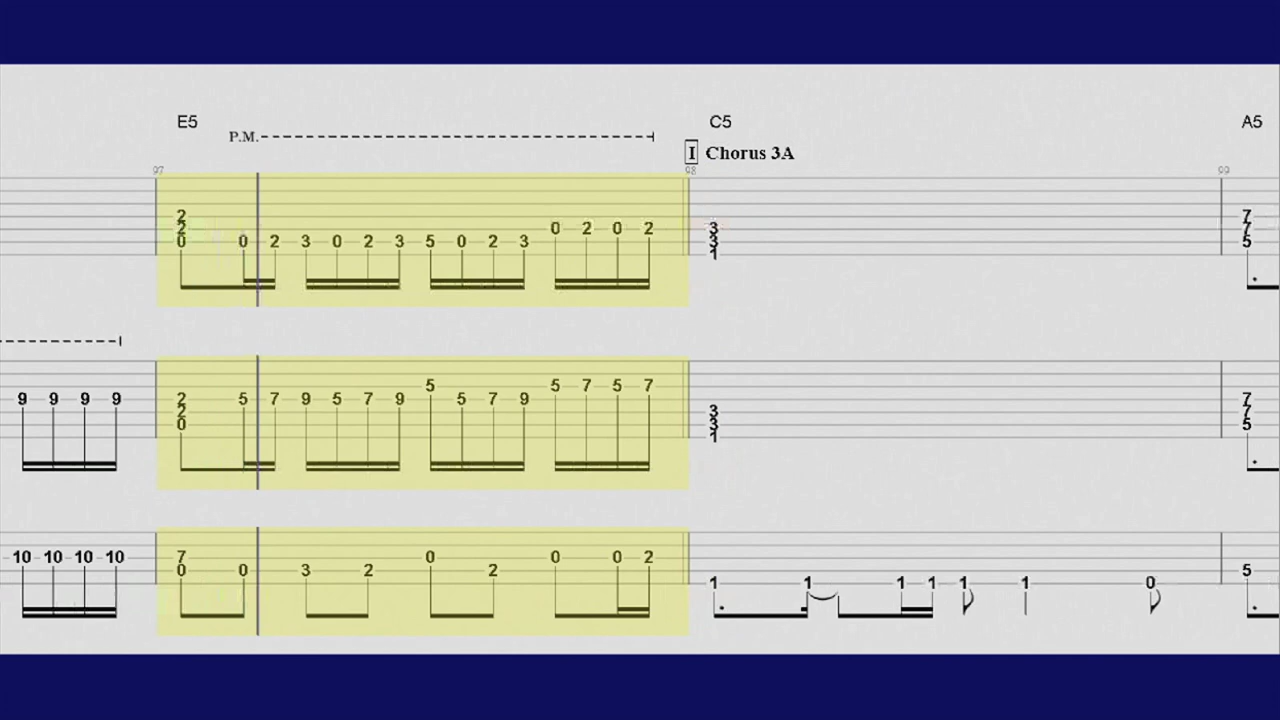 E5 C5 A5
P.M.
I Chorus 3A
97 98 99
2 7
2 0 2 0 2 3 7
0 0 2 3 0 2 3 5 0 2 3 3 5
1
5 5 7 5 7
9 9 9 9 2 5 7 9 5 7 9 5 7 9 7
2 3 7
0 3 5
1
10 10 10 10 7 0 0 0 2
0 0 3 2 2 5
1 1 1 1 1 1 0